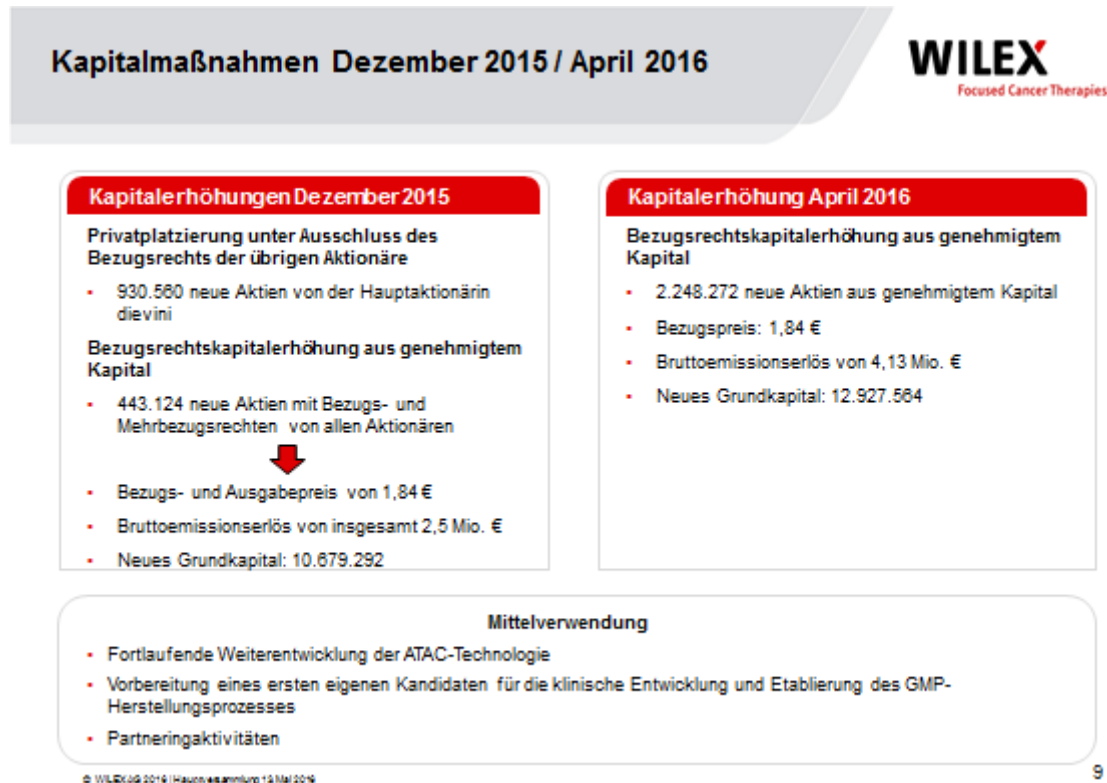 Kapitalmaßnahmen Dezember 2015 / April 2016
WILEX
Focused Cancer Therapies
Kapitalerhöhungen Dezember 2015
Privatplatzierung unter Ausschluss des
Bezugsrechts der übrigen Aktionäre
▪ 930.560 neue Aktien von der Hauptaktionärin
dievini
Bezugsrechtskapitalerhöhung aus genehmigtem
Kapital
▪ 443.124 neue Aktien mit Bezugs- und
Mehrbezugsrechten von allen Aktionären
▪ Bezugs- und Ausgabepreis von 1,84 €
▪ Bruttoemissionserlös von insgesamt 2,5 Mio. €
▪ Neues Grundkapital: 10.679.292
Kapitalerhöhung April 2016
Bezugsrechtskapitalerhöhung aus genehmigtem
Kapital
▪ 2.248.272 neue Aktien aus genehmigtem Kapital
▪ Bezugspreis: 1,84 €
▪ Bruttoemissionserlös von 4,13 Mio. €
▪ Neues Grundkapital: 12.927.564
Mittelverwendung
▪ Fortlaufende Weiterentwicklung der ATAC-Technologie
▪ Vorbereitung eines ersten eigenen Kandidaten für die klinische Entwicklung und Etablierung des GMP-
Herstellungsprozesses
▪ Partneringaktivitäten
© WILEX AG 2016 | Hauptversammlung
9